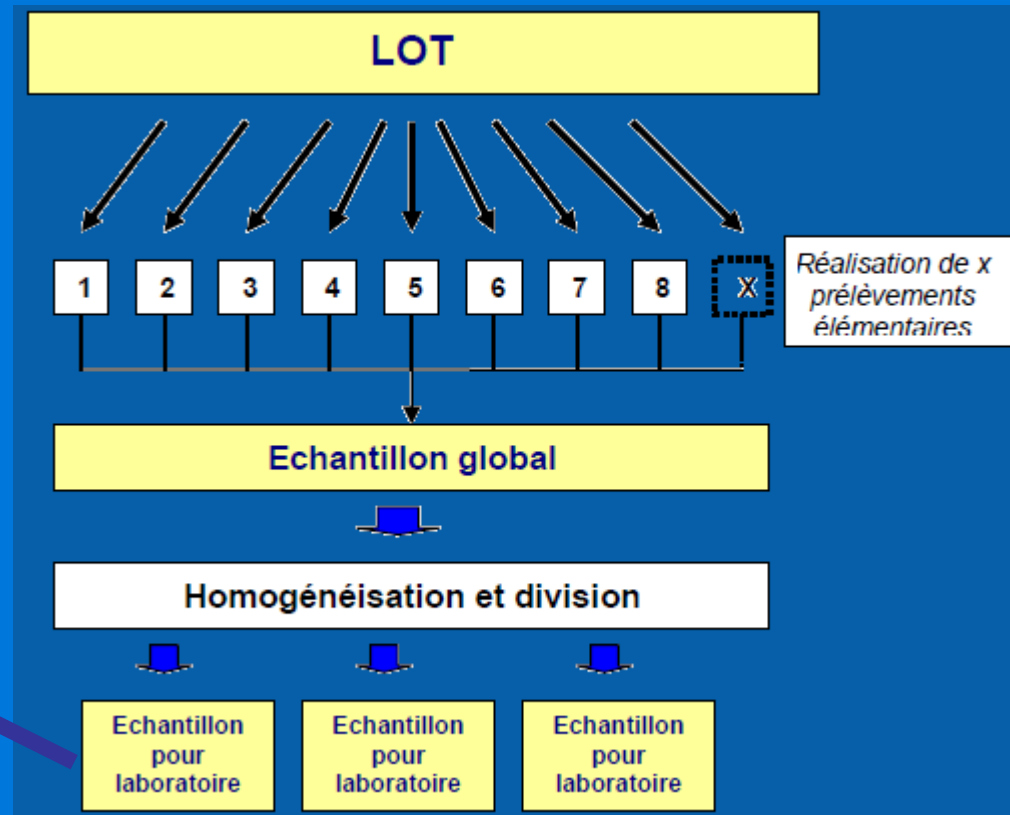 LOT
1 2 3 4 5 6 7 8 X
Réalisation de x
prélèvements
élémentaires
Echantillon global
Homogénéisation et division
Echantillon
pour
laboratoire
Echantillon
pour
laboratoire
Echantillon
pour
laboratoire